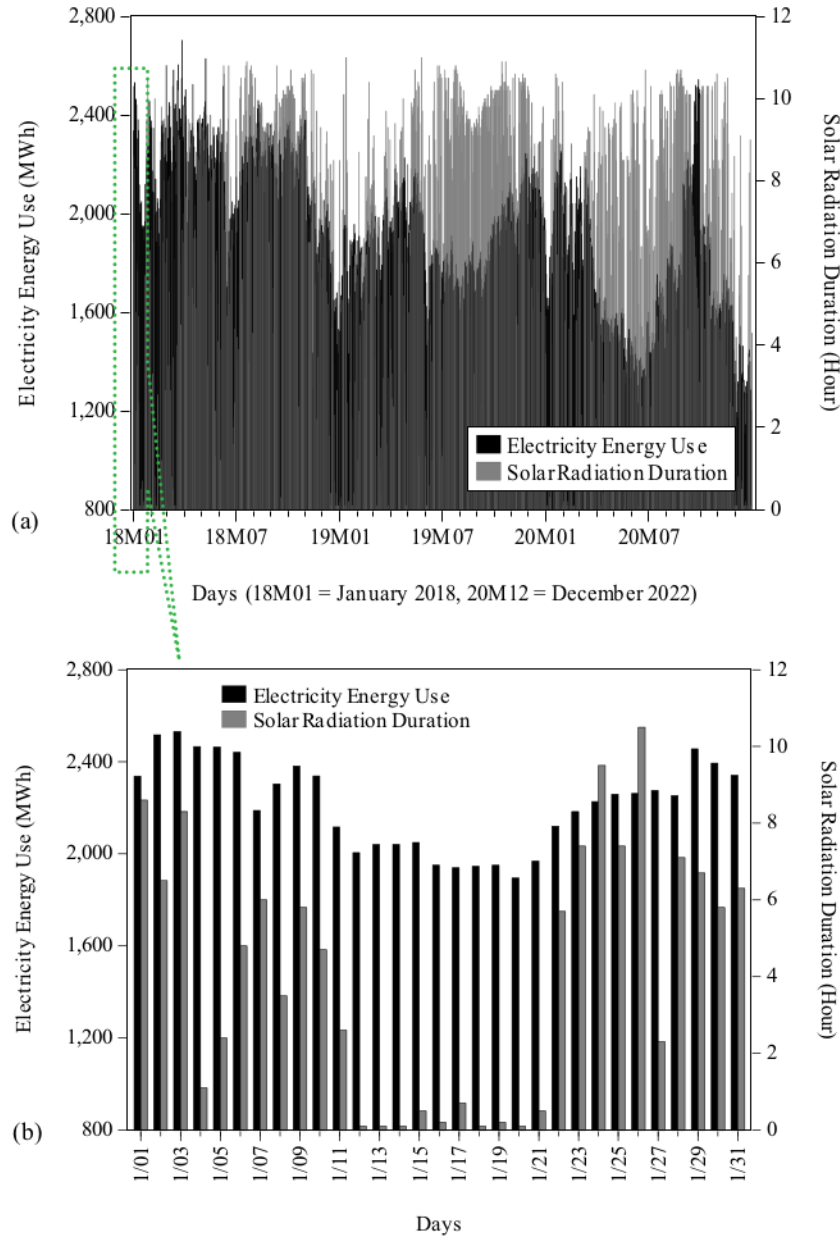 2,800
2,400
2,000
1,600
1,200
800
Electricity Energy Use (MWh)
12
10
8
6
4
2
0
Solar Radiation Duration (Hour)
Electricity Energy Use
Solar Radiation Duration
(a)
18M01 18M07 19M01 19M07 20M01 20M07
Days (18M01 = January 2018, 20M12 = December 2022)
2,800
2,400
2,000
1,600
1,200
800
Electricity Energy Use (MWh)
Electricity Energy Use
Solar Radiation Duration
12
10
8
6
4
2
0
Solar Radiation Duration (Hour)
(b)
1/01 1/03 1/05 1/07 1/09 1/11 1/13 1/15 1/17 1/19 1/21 1/23 1/25 1/27 1/29 1/31
Days